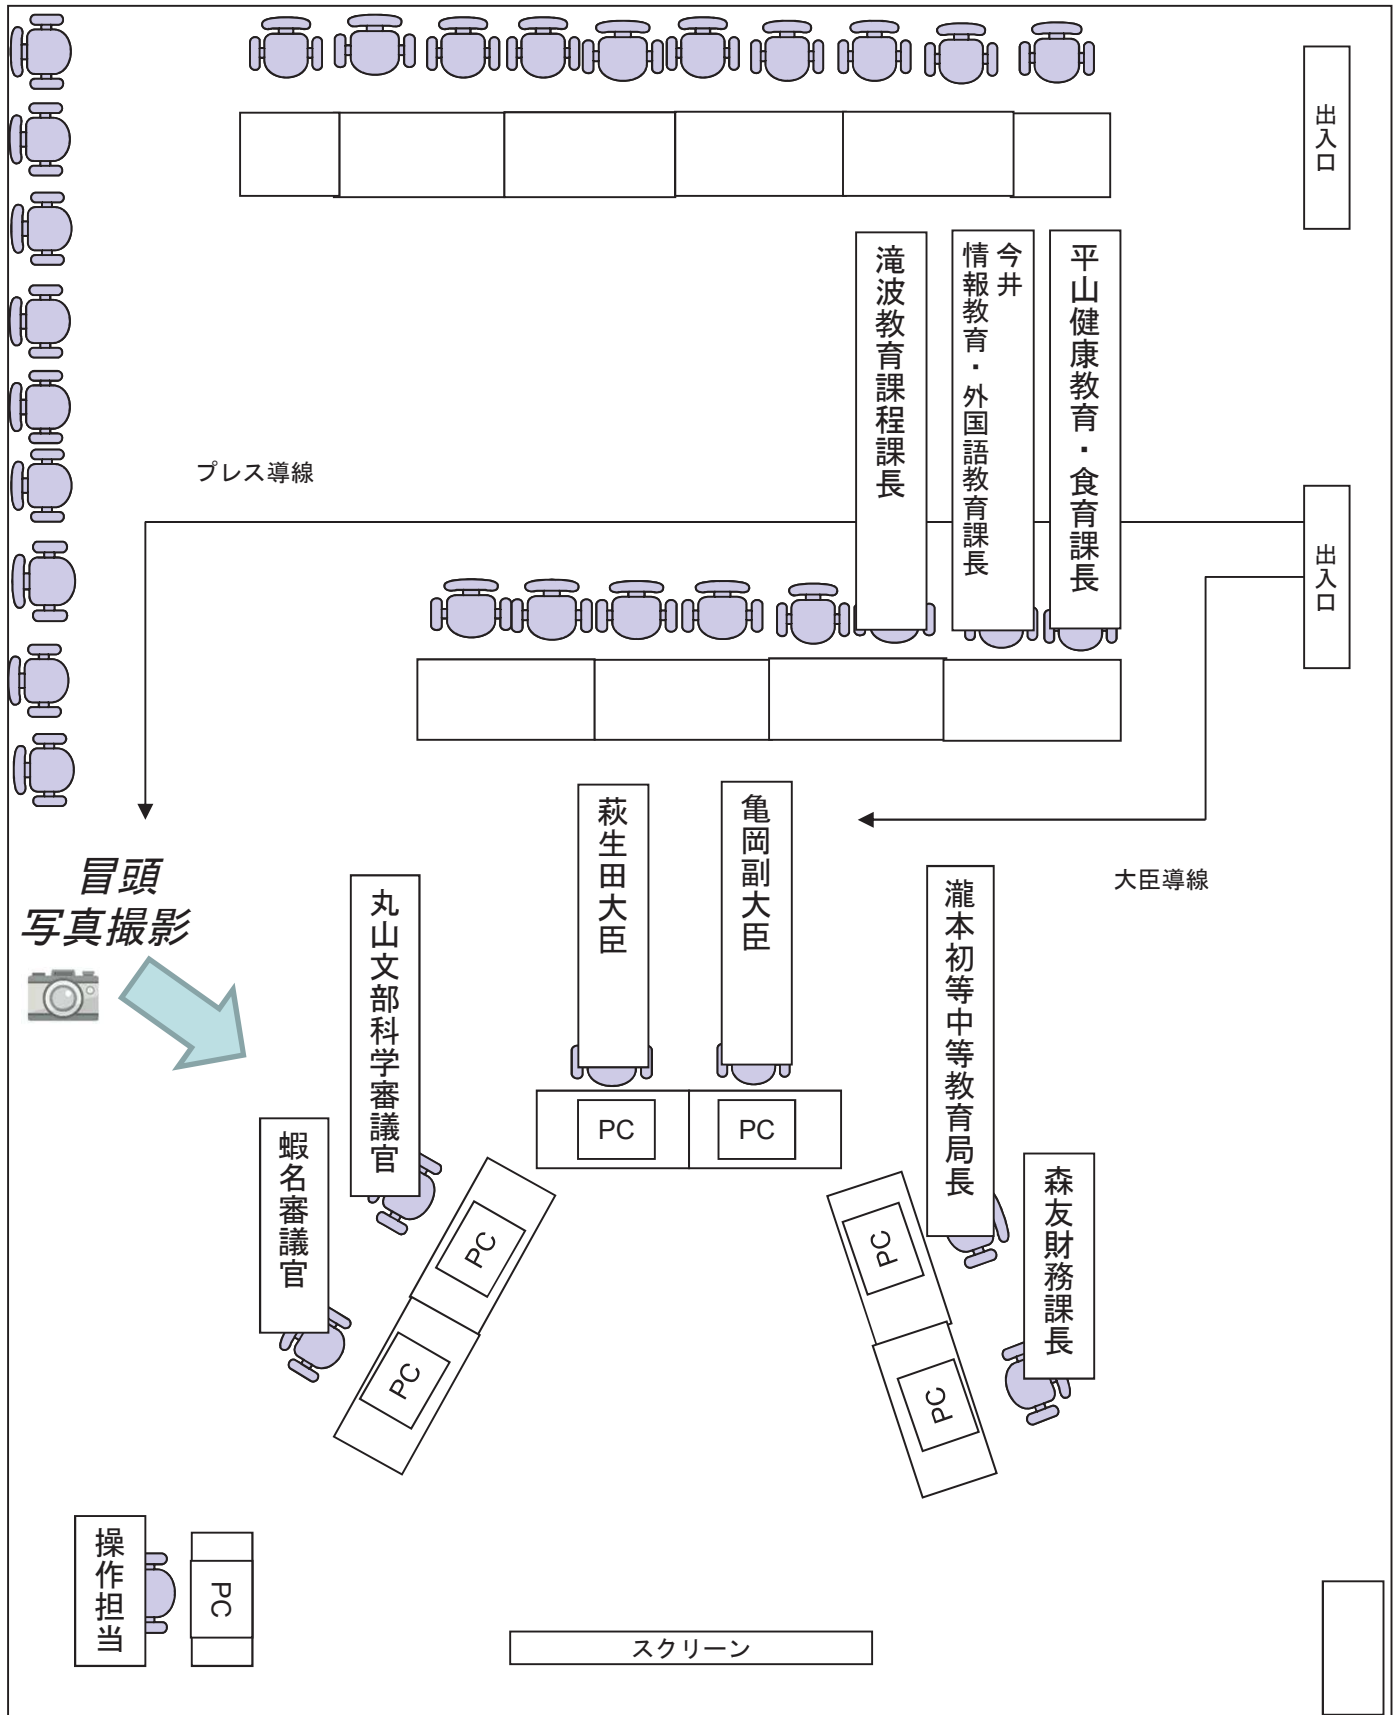 出入口
平山健康教育・食育課長
今井
情報教育・外国語教育課長
滝波教育課程課長
プレス導線
出入口
大臣導線
亀岡副大臣
萩生田大臣
冒頭
写真撮影
丸山文部科学審議官
瀧本初等中等教育局長
蝦名審議官
森友財務課長
PC
PC
PC
PC
PC
PC
操作担当
PC
スクリーン